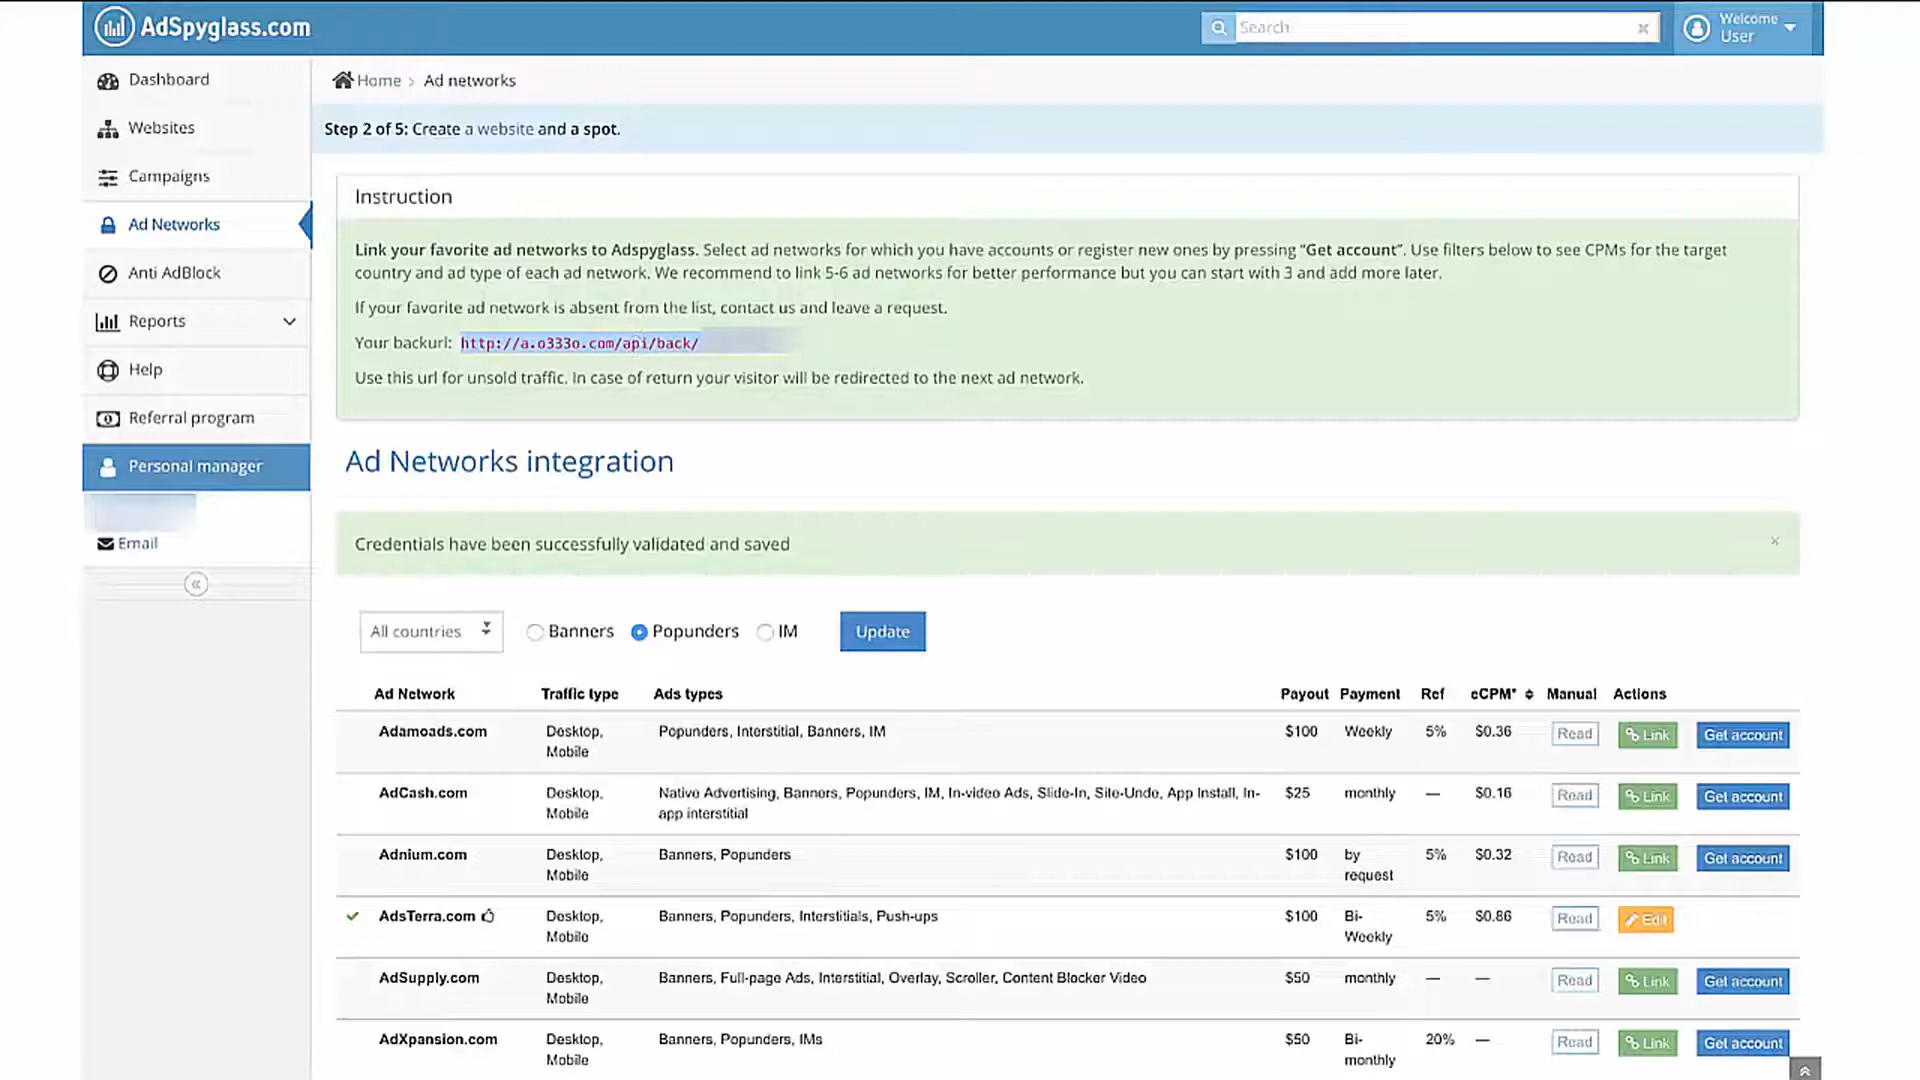 AdSpyglass.com
Search
Welcome
User
Dashboard
Websites
Campaigns
Ad Networks
Anti AdBlock
Reports
Help
Referral program
Personal manager
Email
Home > Ad networks
Step 2 of 5: Create a website and a spot.
Instruction
Link your favorite ad networks to Adspyglass. Select ad networks for which you have accounts or register new ones by pressing "Get account". Use filters below to see CPMs for the target
country and ad type of each ad network. We recommend to link 5-6 ad networks for better performance but you can start with 3 and add more later.
If your favorite ad network is absent from the list, contact us and leave a request.
Your backurl: http://a.o333o.com/api/back/
Use this url for unsold traffic. In case of return your visitor will be redirected to the next ad network.
Ad Networks integration
Credentials have been successfully validated and saved
All countries Banners Popunders IM Update
Ad Network Traffic type Ads types Payout Payment Ref eCPM* Manual Actions
Adamoads.com Desktop, Popunders, Interstitial, Banners, IM $100 Weekly 5% $0.36 Read Link Get account
Mobile
AdCash.com Desktop, Native Advertising, Banners, Popunders, IM, In-video Ads, Slide-In, Site-Undo, App Install, In- $25 monthly — $0.16 Read Link Get account
Mobile app interstitial
Adnium.com Desktop, Banners, Popunders $100 by 5% $0.32 Read Link Get account
Mobile request
AdsTerra.com Desktop, Banners, Popunders, Interstitials, Push-ups $100 Bi- 5% $0.86 Read Edit
Mobile Weekly
AdSupply.com Desktop, Banners, Full-page Ads, Interstitial, Overlay, Scroller, Content Blocker Video $50 monthly — — Read Link Get account
Mobile
AdXpansion.com Desktop, Banners, Popunders, IMs $50 Bi- 20% — Read Link Get account
Mobile monthly